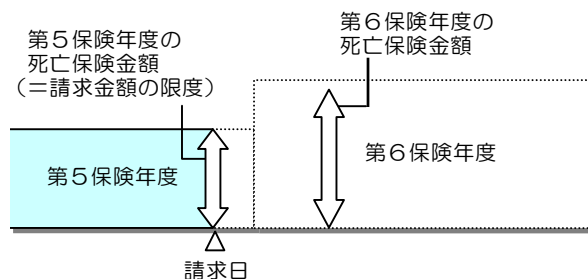 第５保険年度の
死亡保険金額
（＝請求金額の限度）
第６保険年度の
死亡保険金額
第５保険年度
第６保険年度
請求日